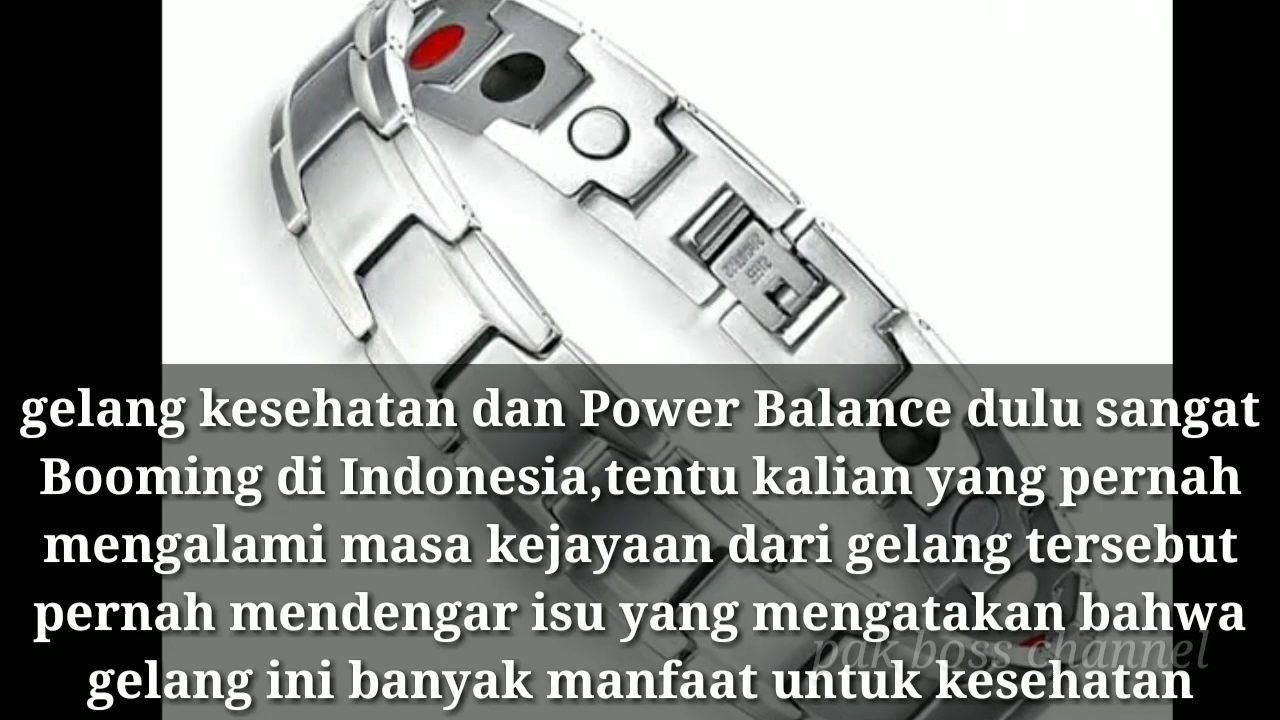 gelang kesehatan dan Power Balance dulu sangat
Booming di Indonesia,tentu kalian yang pernah
mengalami masa kejayaan dari gelang tersebut
pernah mendengar isu yang mengatakan bahwa
pak boss channel
gelang ini banyak manfaat untuk kesehatan